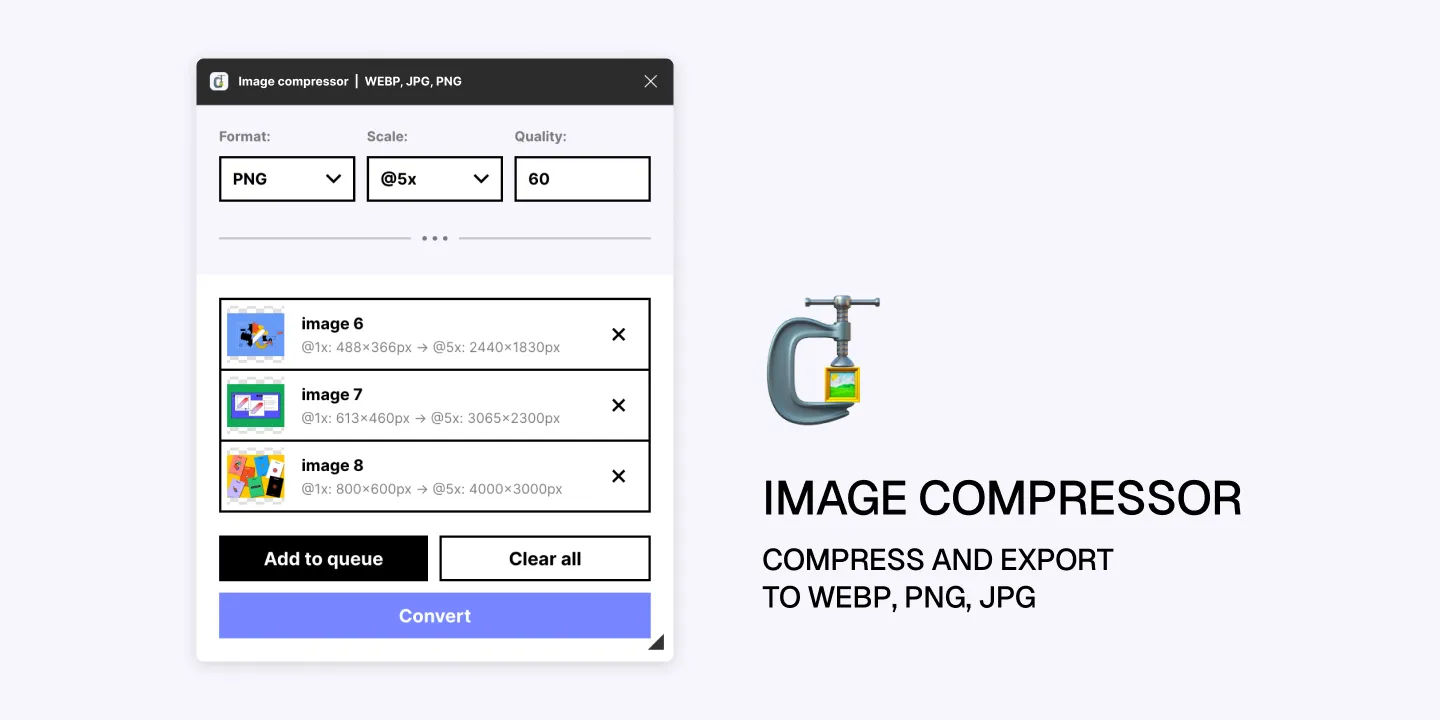 Image compressor | WEBP, JPG, PNG
Format: Scale: Quality:
PNG @5x 60
image 6
@1x: 488×366px → @5x: 2440×1830px
image 7
@1x: 613×460px → @5x: 3065×2300px
image 8
@1x: 800×600px → @5x: 4000×3000px
Add to queue Clear all
Convert
IMAGE COMPRESSOR
COMPRESS AND EXPORT
TO WEBP, PNG, JPG